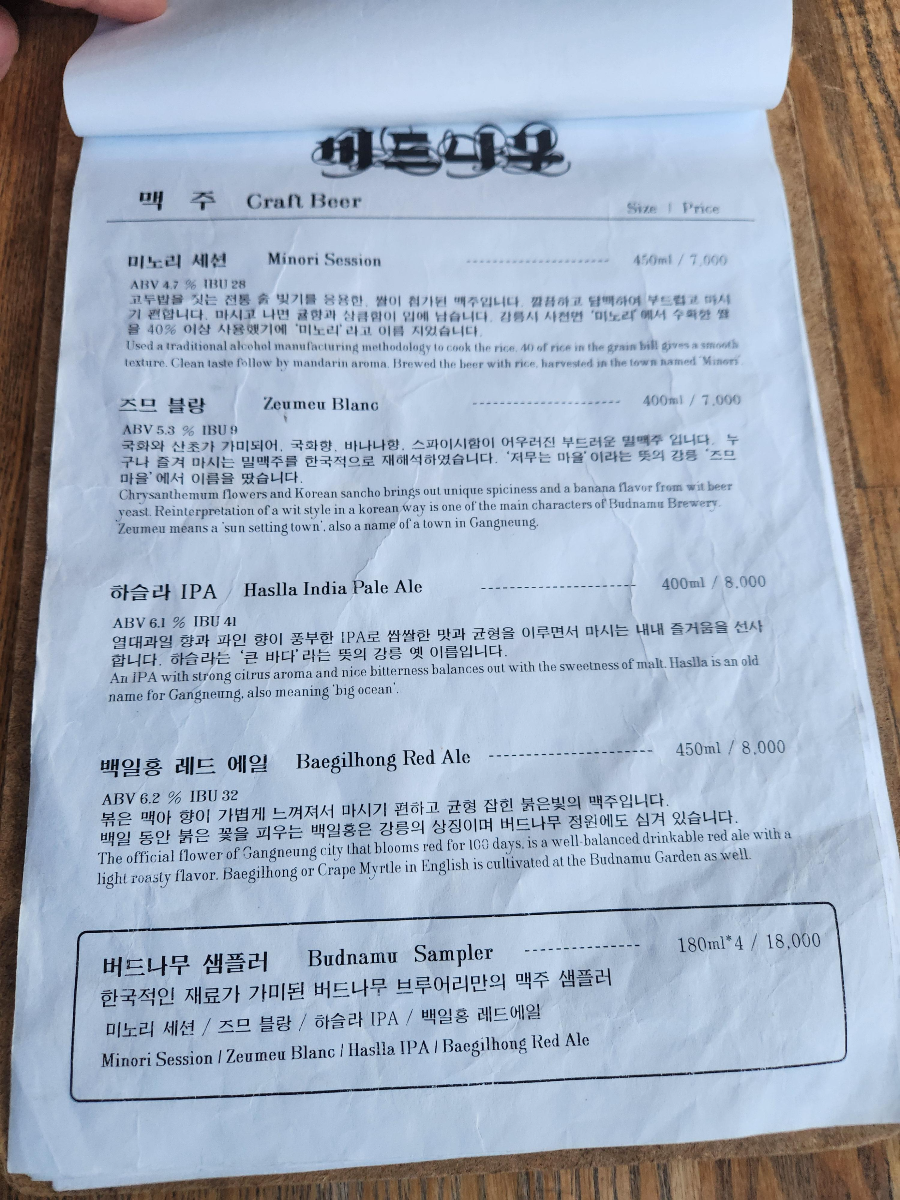 버드나무
맥 주 Craft Beer Size | Price
미노리 세션 Minori Session -------------------- 450ml / 7,000
ABV 4.7 % IBU 28
고두밥을 짓는 전통 술 빚기를 응용한, 쌀이 첨가된 맥주입니다. 깔끔하고 담백하여 부드럽고 마시
기 편합니다. 마시고 나면 귤향과 상큼함이 입에 남습니다. 강릉시 사천면 '미노리'에서 수확한 쌀
을 40% 이상 사용했기에 '미노리'라고 이름 지었습니다.
Used a traditional alcohol manufacturing methodology to cook the rice. 40 of rice in the grain bill gives a smooth
texture. Clean taste follow by mandarin aroma. Brewed the beer with rice, harvested in the town named 'Minori'.
즈므 블랑 Zeumeu Blanc -------------------- 400ml / 7,000
ABV 5.3 % IBU 9
국화와 산초가 가미되어, 국화향, 바나나향, 스파이시함이 어우러진 부드러운 밀맥주 입니다. 누
구나 즐겨 마시는 밀맥주를 한국적으로 재해석하였습니다. '저무는 마을'이라는 뜻의 강릉 '즈므
마을'에서 이름을 땄습니다.
Chrysanthemum flowers and Korean sancho brings out unique spiciness and a banana flavor from wit beer
yeast. Reinterpretation of a wit style in a korean way is one of the main characters of Budnamu Brewery.
'Zeumeu means a 'sun setting town', also a name of a town in Gangneung.
하슬라 IPA Haslla India Pale Ale -------------------- 400ml / 8,000
ABV 6.1 % IBU 41
열대과일 향과 파인 향이 풍부한 IPA로 쌉쌀한 맛과 균형을 이루면서 마시는 내내 즐거움을 선사
합니다. 하슬라는 '큰 바다'라는 뜻의 강릉 옛 이름입니다.
An IPA with strong citrus aroma and nice bitterness balances out with the sweetness of malt. Haslla is an old
name for Gangneung, also meaning 'big ocean'.
백일홍 레드 에일 Baegilhong Red Ale --------------------- 450ml / 8,000
ABV 6.2 % IBU 32
볶은 맥아 향이 가볍게 느껴져서 마시기 편하고 균형 잡힌 붉은빛의 맥주입니다.
백일 동안 붉은 꽃을 피우는 백일홍은 강릉의 상징이며 버드나무 정원에도 심겨 있습니다.
The official flower of Gangneung city that blooms red for 100 days, is a well-balanced drinkable red ale with a
light roasty flavor. Baegilhong or Crape Myrtle in English is cultivated at the Budnamu Garden as well.
버드나무 샘플러 Budnamu Sampler --------------- 180ml*4 / 18,000
한국적인 재료가 가미된 버드나무 브루어리만의 맥주 샘플러
미노리 세션 / 즈므 블랑 / 하슬라 IPA / 백일홍 레드에일
Minori Session / Zeumeu Blanc / Haslla IPA / Baegilhong Red Ale